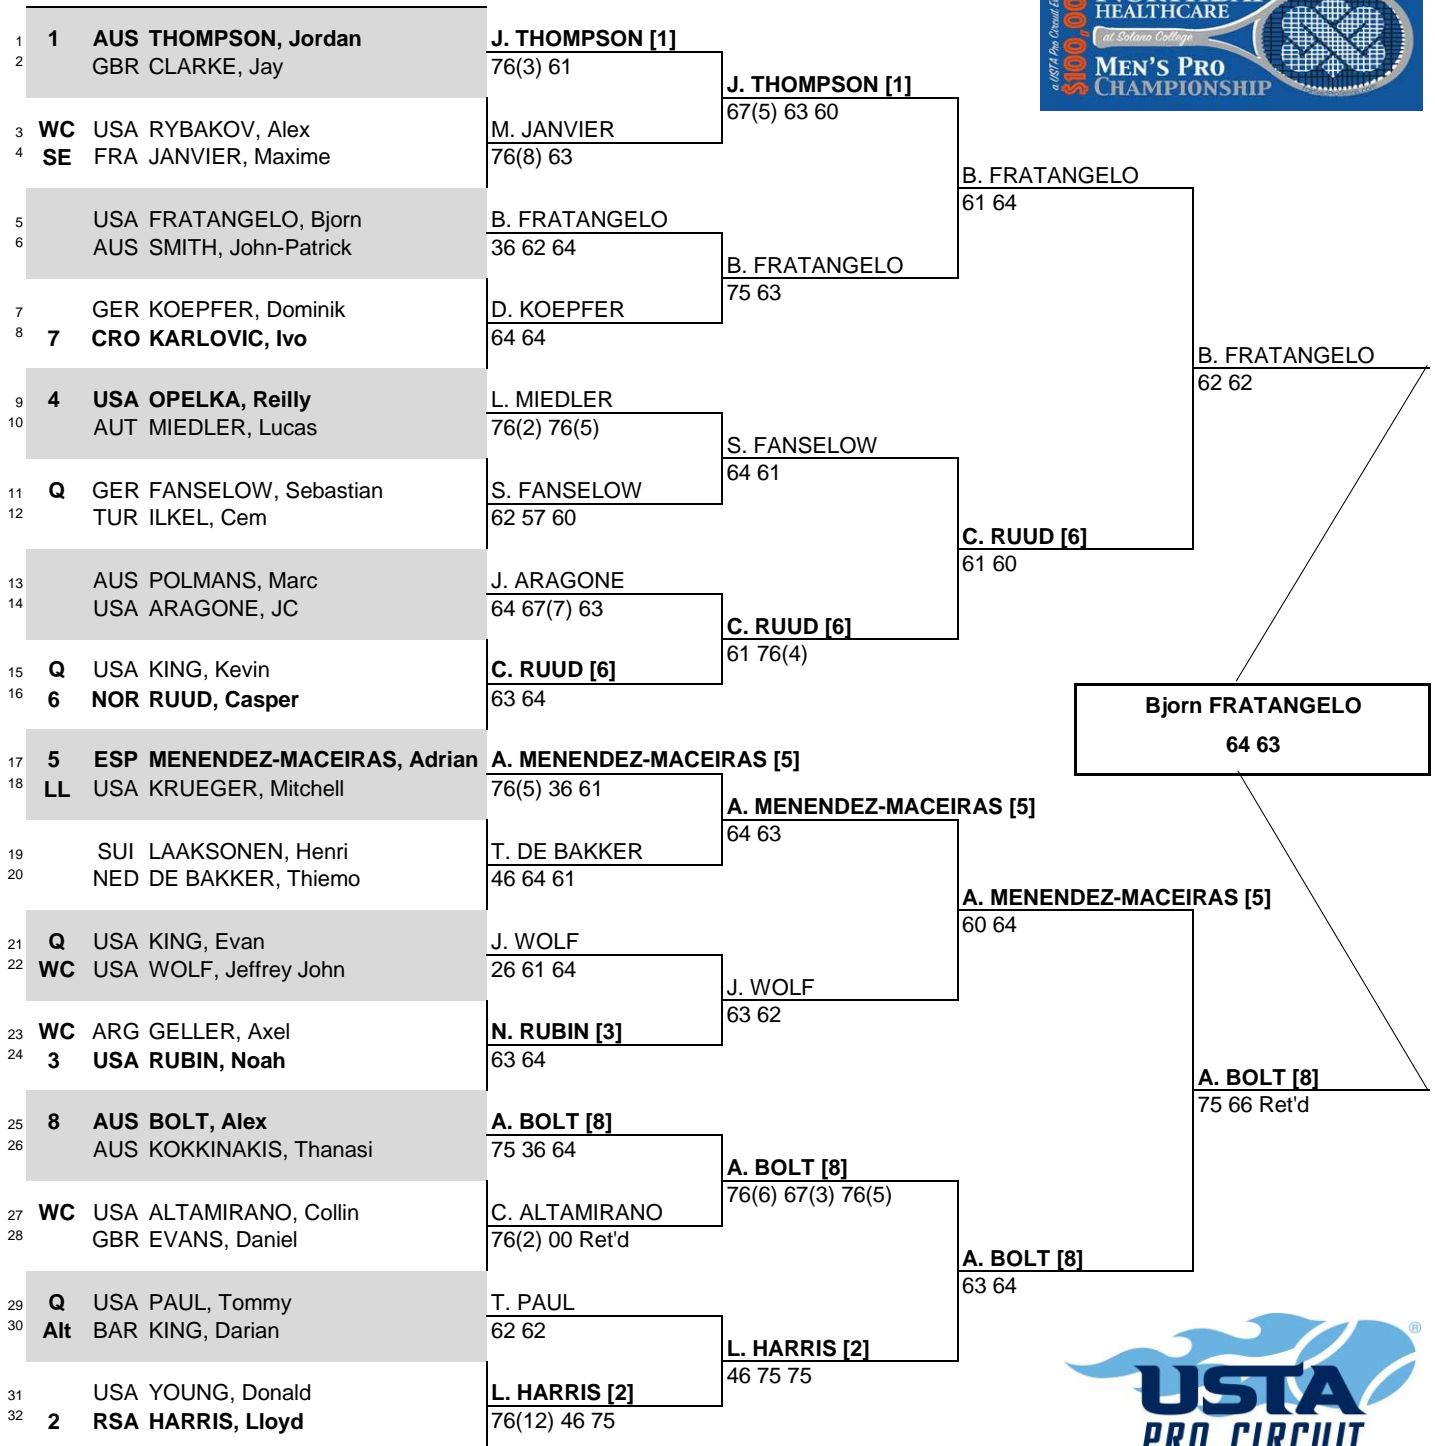 a USTA Pro Circuit E
HEALTHCARE
at Solano College
MEN'S PRO
CHAMPIONSHIP
1 1 AUS THOMPSON, Jordan
2 GBR CLARKE, Jay
3 WC USA RYBAKOV, Alex
4 SE FRA JANVIER, Maxime
5 USA FRATANGELO, Bjorn
6 AUS SMITH, John-Patrick
7 GER KOEPFER, Dominik
8 7 CRO KARLOVIC, Ivo
9 4 USA OPELKA, Reilly
10 AUT MIEDLER, Lucas
11 Q GER FANSELOW, Sebastian
12 TUR ILKEL, Cem
13 AUS POLMANS, Marc
14 USA ARAGONE, JC
15 Q USA KING, Kevin
16 6 NOR RUUD, Casper
17 5 ESP MENENDEZ-MACEIRAS, Adrian
18 LL USA KRUEGER, Mitchell
19 SUI LAAKSONEN, Henri
20 NED DE BAKKER, Thiemo
21 Q USA KING, Evan
22 WC USA WOLF, Jeffrey John
23 WC ARG GELLER, Axel
24 3 USA RUBIN, Noah
25 8 AUS BOLT, Alex
26 AUS KOKKINAKIS, Thanasi
27 WC USA ALTAMIRANO, Collin
28 GBR EVANS, Daniel
29 Q USA PAUL, Tommy
30 Alt BAR KING, Darian
31 USA YOUNG, Donald
32 2 RSA HARRIS, Lloyd
J. THOMPSON [1]
76(3) 61
M. JANVIER
76(8) 63
B. FRATANGELO
36 62 64
D. KOEPFER
64 64
L. MIEDLER
76(2) 76(5)
S. FANSELOW
62 57 60
J. ARAGONE
64 67(7) 63
C. RUUD [6]
63 64
A. MENENDEZ-MACEIRAS [5]
76(5) 36 61
T. DE BAKKER
46 64 61
J. WOLF
26 61 64
N. RUBIN [3]
63 64
A. BOLT [8]
75 36 64
C. ALTAMIRANO
76(2) 00 Ret'd
T. PAUL
62 62
L. HARRIS [2]
76(12) 46 75
J. THOMPSON [1]
67(5) 63 60
B. FRATANGELO
75 63
S. FANSELOW
64 61
C. RUUD [6]
61 76(4)
A. MENENDEZ-MACEIRAS [5]
64 63
J. WOLF
63 62
A. BOLT [8]
76(6) 67(3) 76(5)
L. HARRIS [2]
46 75 75
B. FRATANGELO
61 64
C. RUUD [6]
61 60
A. MENENDEZ-MACEIRAS [5]
60 64
A. BOLT [8]
63 64
B. FRATANGELO
62 62
A. BOLT [8]
75 66 Ret'd
Bjorn FRATANGELO
64 63
USTA ®
PRO CIRCUIT